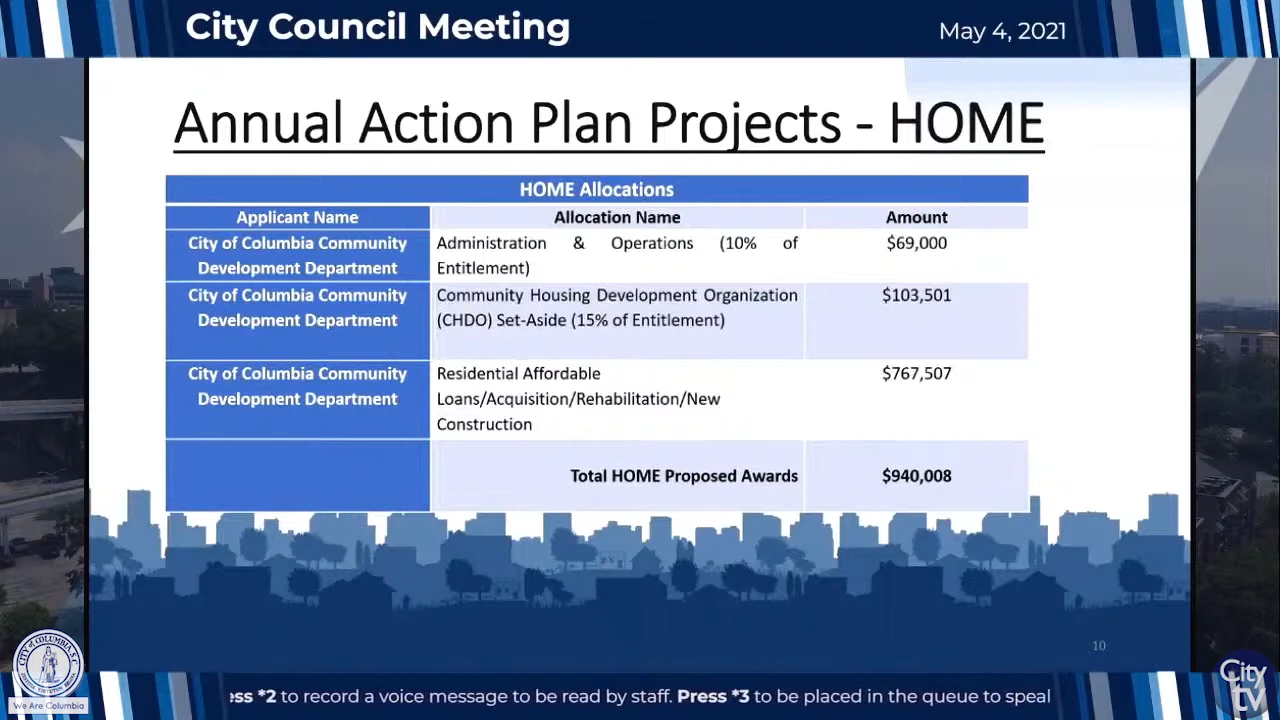 City Council Meeting
May 4, 2021
Annual Action Plan Projects - HOME
HOME Allocations
Applicant Name
Allocation Name
Amount
City of Columbia Community
Development Department
Administration & Operations (10% of
Entitlement)
$69,000
City of Columbia Community
Development Department
Community Housing Development Organization
(CHDO) Set-Aside (15% of Entitlement)
$103,501
City of Columbia Community
Development Department
Residential Affordable
Loans/Acquisition/Rehabilitation/New
Construction
$767,507
Total HOME Proposed Awards
$940,008
10
CITY OF COLUMBIA, S.C.
We Are Columbia
ess *2 to record a voice message to be read by staff. Press *3 to be placed in the queue to speal
City
tv